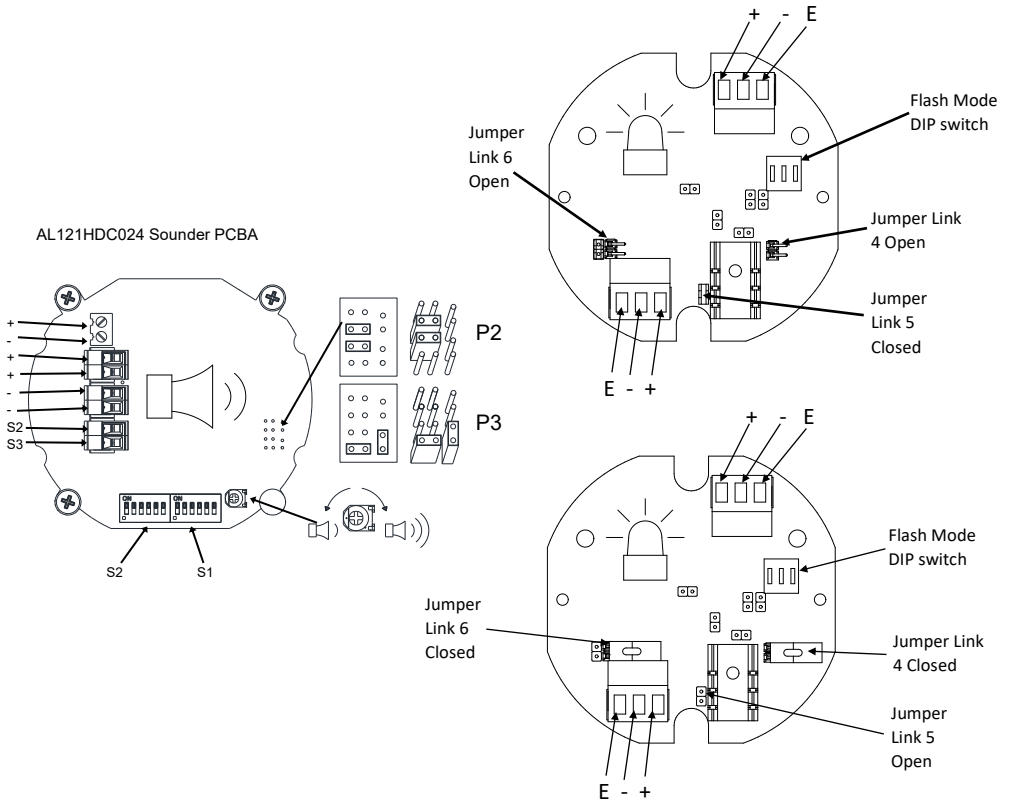 + - E
Flash Mode
DIP switch
Jumper
Link 6
Open
Jumper Link
4 Open
Jumper
Link 5
Closed
E - +
AL121HDC024 Sounder PCBA
+
-
+
+
-
-
S2
S3
P2
P3
ON ON
S2 S1
+ - E
Flash Mode
DIP switch
Jumper
Link 6
Closed
Jumper Link
4 Closed
Jumper
Link 5
Open
E - +